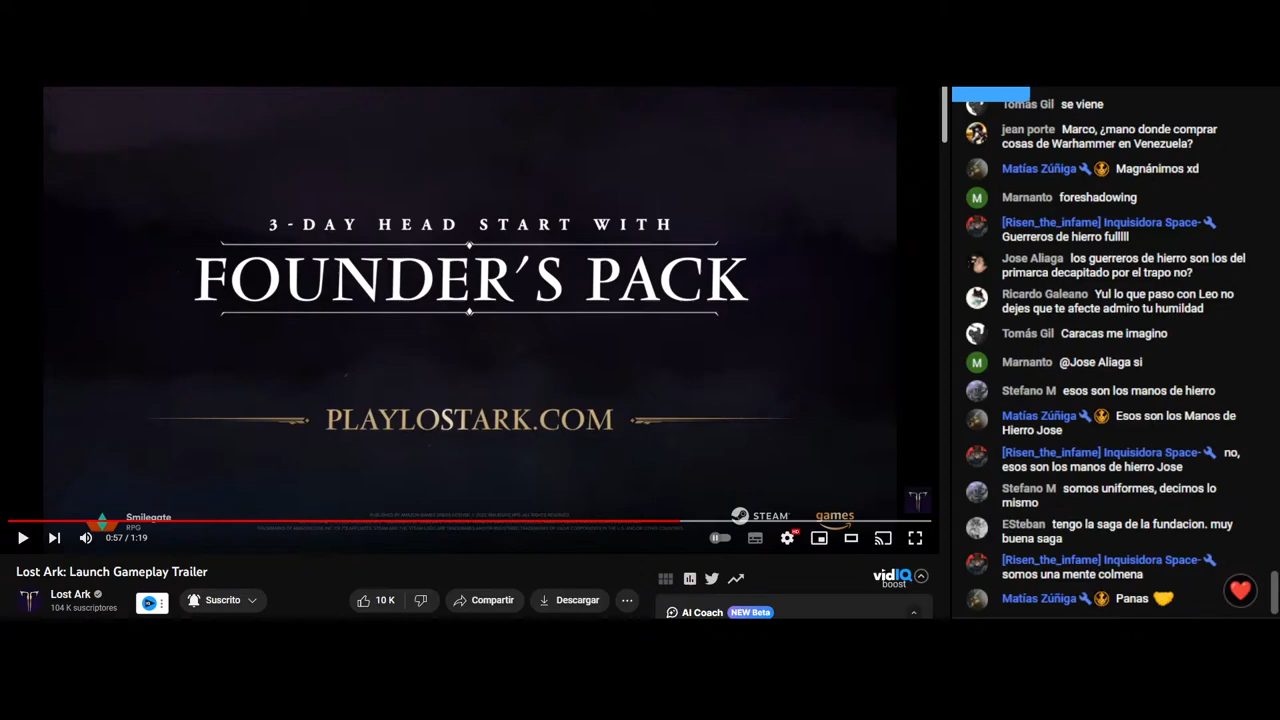 3-DAY HEAD START WITH
FOUNDER'S PACK
PLAYLOSTARK.COM
Smilegate
RPG
STEAM
games
0:57 / 1:19
HD
Lost Ark: Launch Gameplay Trailer
Lost Ark
104 K suscriptores
Suscrito
10 K
Compartir
Descargar
vidIQ
boost
AI Coach NEW Beta
Tomás Gil se viene
jean porte Marco, ¿mano donde comprar
cosas de Warhammer en Venezuela?
Matías Zúñiga Magnánimos xd
M
Marnanto foreshadowing
[Risen_the_infame] Inquisidora Space-
Guerreros de hierro fulllll
Jose Aliaga los guerreros de hierro son los del
primarca decapitado por el trapo no?
Ricardo Galeano Yul lo que paso con Leo no
dejes que te afecte admiro tu humildad
Tomás Gil Caracas me imagino
M
Marnanto @Jose Aliaga si
Stefano M esos son los manos de hierro
Matías Zúñiga Esos son los Manos de
Hierro Jose
[Risen_the_infame] Inquisidora Space- no,
esos son los manos de hierro Jose
Stefano M somos uniformes, decimos lo
mismo
ESteban tengo la saga de la fundacion. muy
buena saga
[Risen_the_infame] Inquisidora Space-
somos una mente colmena
Matías Zúñiga Panas